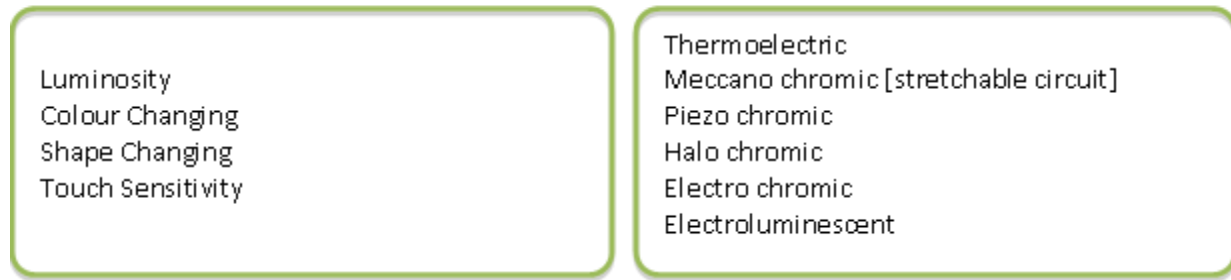 Luminosity
Colour Changing
Shape Changing
Touch Sensitivity
Thermoelectric
Meccano chromic [stretchable circuit]
Piezo chromic
Halo chromic
Electro chromic
Electroluminescent